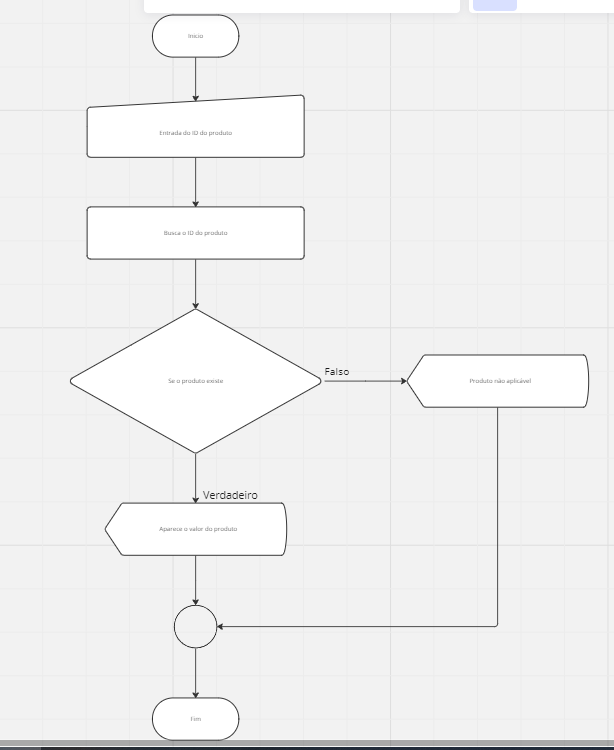 Início
Entrada do ID do produto
Busca o ID do produto
Se o produto existe
Falso
Produto não aplicável
Verdadeiro
Aparece o valor do produto
Fim